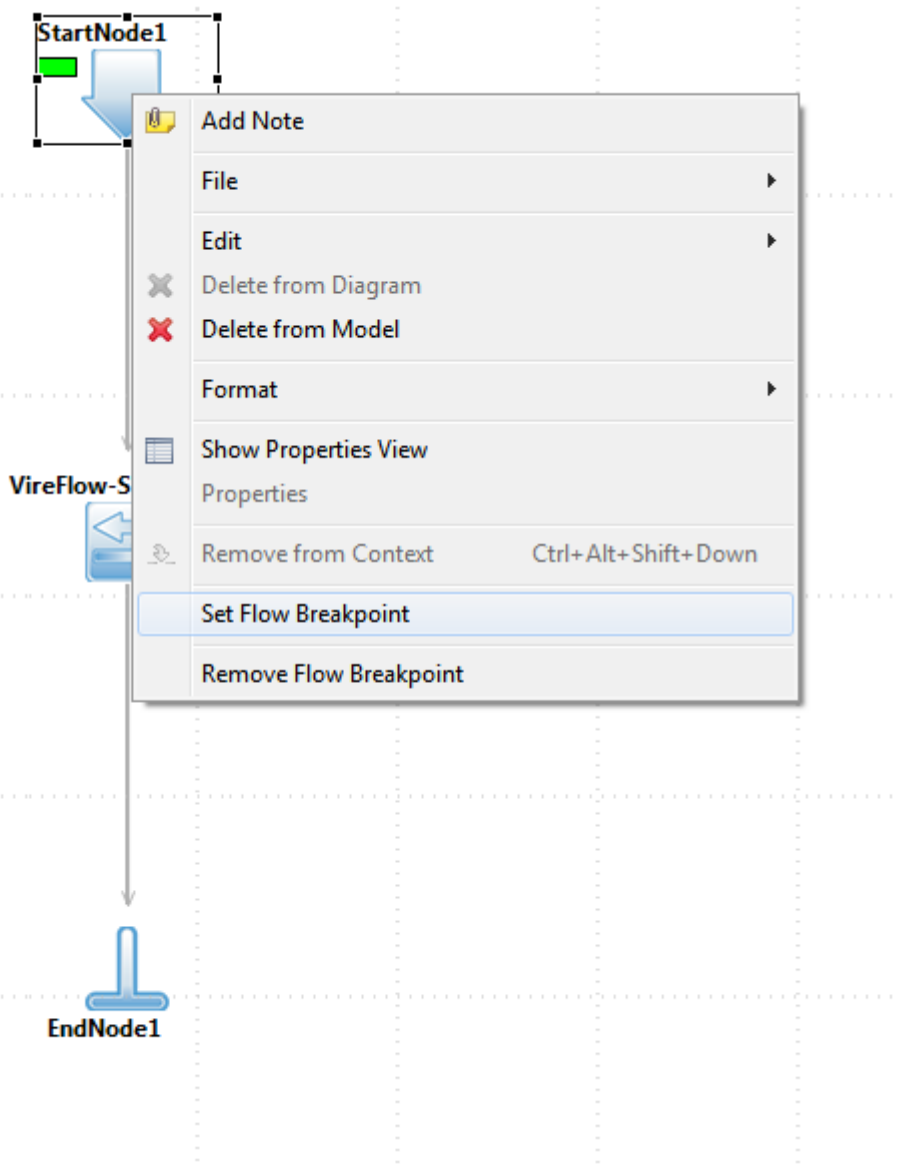 StartNode1
Add Note
File
Edit
Delete from Diagram
Delete from Model
Format
Show Properties View
VireFlow-S
Properties
Remove from Context Ctrl+Alt+Shift+Down
Set Flow Breakpoint
Remove Flow Breakpoint
EndNode1